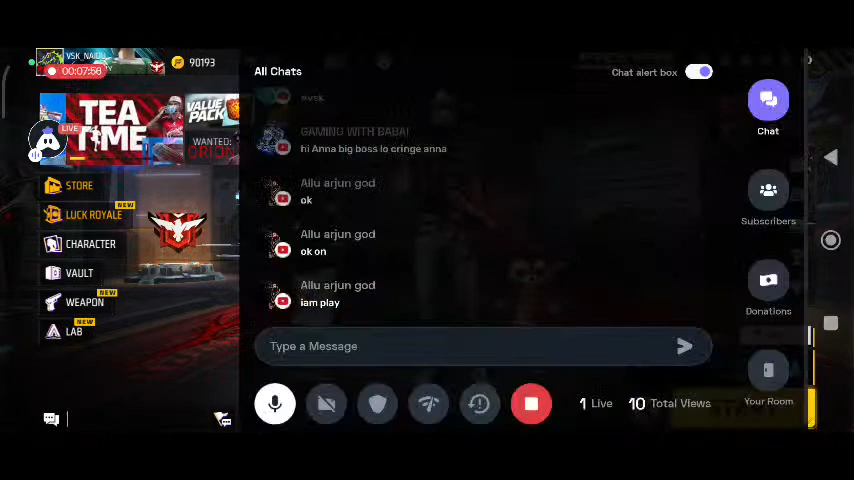 VSK_NAIDU
90193
00:07:56
TEA
TIME
LIVE
VALUE
PACK
WANTED:
ORION
STORE
NEW
LUCK ROYALE
CHARACTER
VAULT
NEW
WEAPON
NEW
LAB
All Chats
Chat alert box
GAMING WITH BABAI
hi Anna big boss lo cringe anna
Allu arjun god
ok
Allu arjun god
ok on
Allu arjun god
iam play
Type a Message
1 Live
10 Total Views
Chat
Subscribers
Donations
Your Room